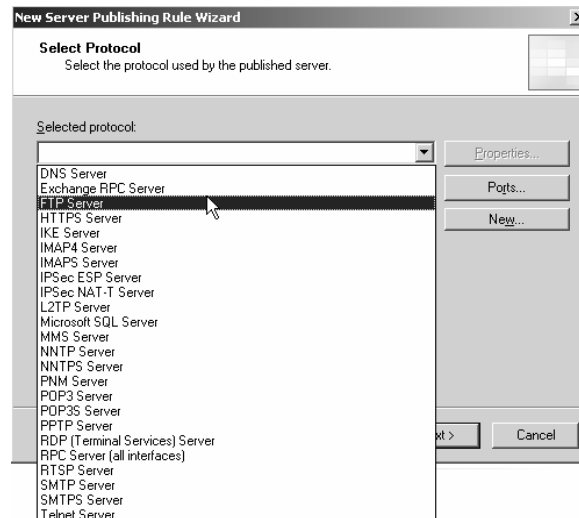 New Server Publishing Rule Wizard
Select Protocol
Select the protocol used by the published server.
Selected protocol:
Properties...
DNS Server
Exchange RPC Server
FTP Server
Ports...
HTTPS Server
New...
IKE Server
IMAP4 Server
IMAPS Server
IPSec ESP Server
IPSec NAT-T Server
L2TP Server
Microsoft SQL Server
MMS Server
NNTP Server
NNTPS Server
PNM Server
POP3 Server
POP3S Server
PPTP Server
RDP (Terminal Services) Server
xt >
Cancel
RPC Server (all interfaces)
RTSP Server
SMTP Server
SMTPS Server
Telnet Server